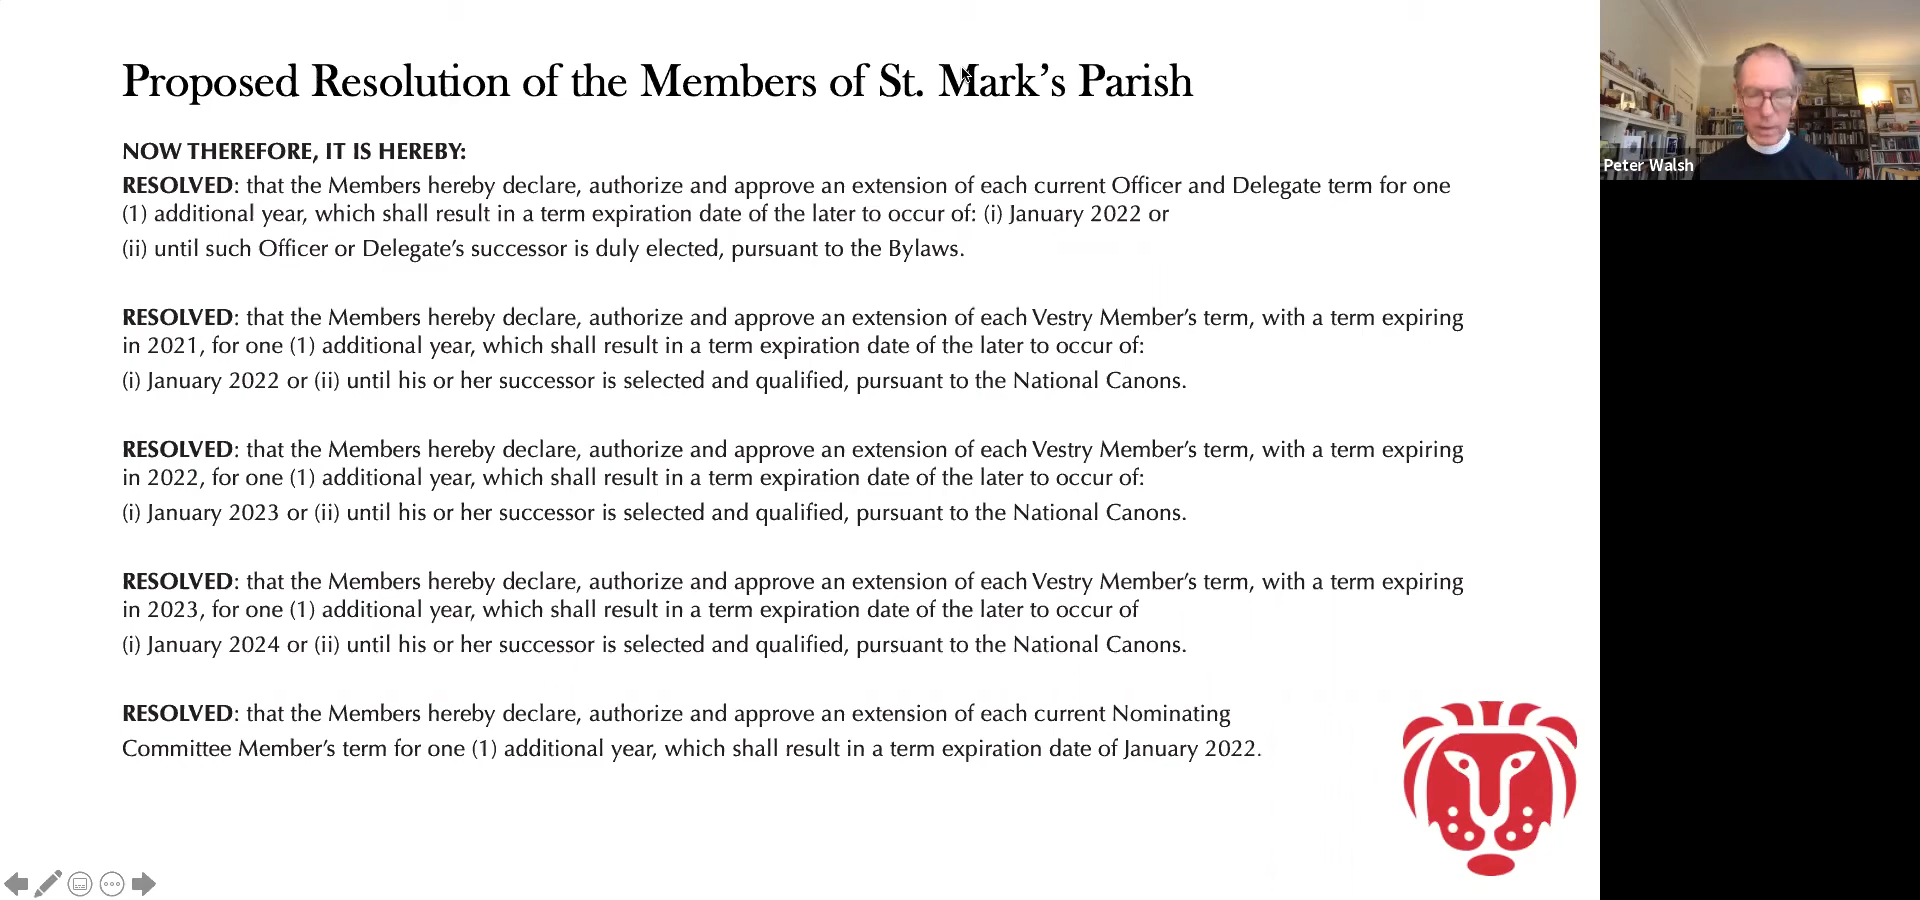 Proposed Resolution of the Members of St. Mark’s Parish
NOW THEREFORE, IT IS HEREBY:
RESOLVED: that the Members hereby declare, authorize and approve an extension of each current Officer and Delegate term for one
(1) additional year, which shall result in a term expiration date of the later to occur of: (i) January 2022 or
(ii) until such Officer or Delegate’s successor is duly elected, pursuant to the Bylaws.
RESOLVED: that the Members hereby declare, authorize and approve an extension of each Vestry Member’s term, with a term expiring
in 2021, for one (1) additional year, which shall result in a term expiration date of the later to occur of:
(i) January 2022 or (ii) until his or her successor is selected and qualified, pursuant to the National Canons.
RESOLVED: that the Members hereby declare, authorize and approve an extension of each Vestry Member’s term, with a term expiring
in 2022, for one (1) additional year, which shall result in a term expiration date of the later to occur of:
(i) January 2023 or (ii) until his or her successor is selected and qualified, pursuant to the National Canons.
RESOLVED: that the Members hereby declare, authorize and approve an extension of each Vestry Member’s term, with a term expiring
in 2023, for one (1) additional year, which shall result in a term expiration date of the later to occur of
(i) January 2024 or (ii) until his or her successor is selected and qualified, pursuant to the National Canons.
RESOLVED: that the Members hereby declare, authorize and approve an extension of each current Nominating
Committee Member’s term for one (1) additional year, which shall result in a term expiration date of January 2022.
Peter Walsh